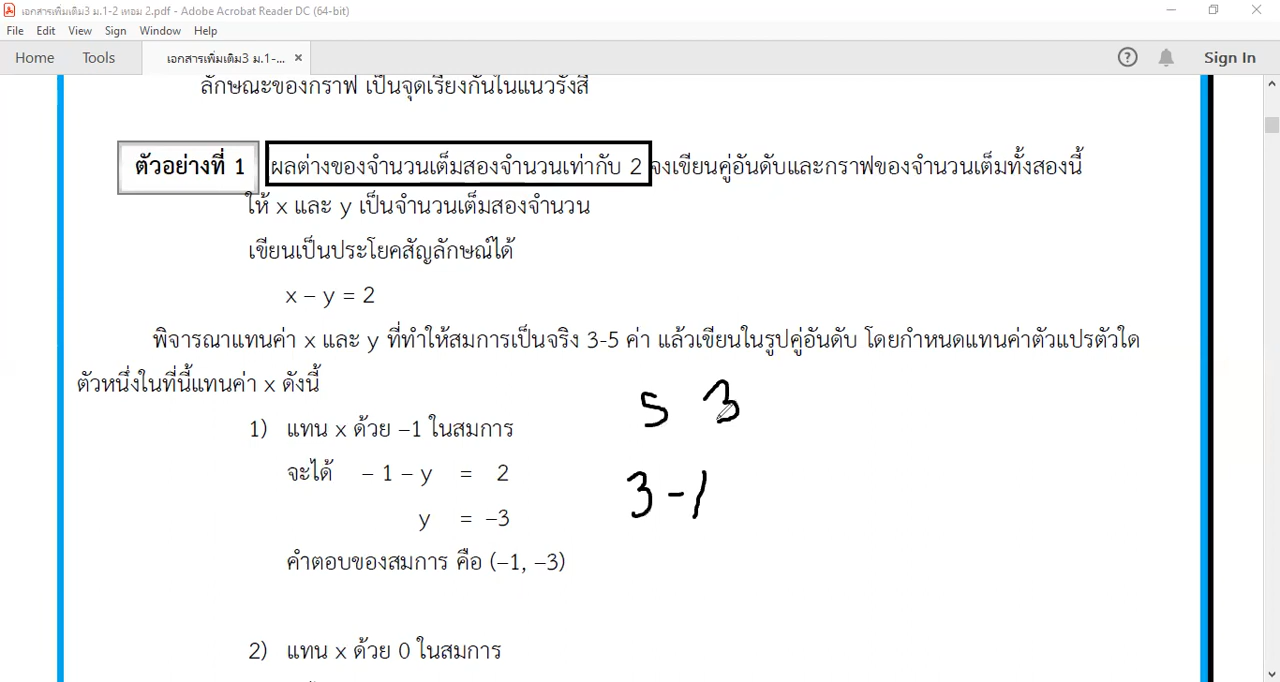 เอกสารเพิ่มเติม3 ม.1-2 เทอม 2.pdf - Adobe Acrobat Reader DC (64-bit)
File Edit View Sign Window Help
Home Tools เอกสารเพิ่มเติม3 ม.1-... × ? Sign In
ลักษณะของกราฟ เป็นจุดเรียงกันในแนวรังสี
ตัวอย่างที่ 1 ผลต่างของจำนวนเต็มสองจำนวนเท่ากับ 2 จงเขียนคู่อันดับและกราฟของจำนวนเต็มทั้งสองนี้
ให้ x และ y เป็นจำนวนเต็มสองจำนวน
เขียนเป็นประโยคสัญลักษณ์ได้
x – y = 2
พิจารณาแทนค่า x และ y ที่ทำให้สมการเป็นจริง 3-5 ค่า แล้วเขียนในรูปคู่อันดับ โดยกำหนดแทนค่าตัวแปรตัวใด
ตัวหนึ่งในที่นี้แทนค่า x ดังนี้
5 3
1) แทน x ด้วย –1 ในสมการ
จะได้ – 1 – y = 2
3 - 1
y = –3
คำตอบของสมการ คือ (–1, –3)
2) แทน x ด้วย 0 ในสมการ